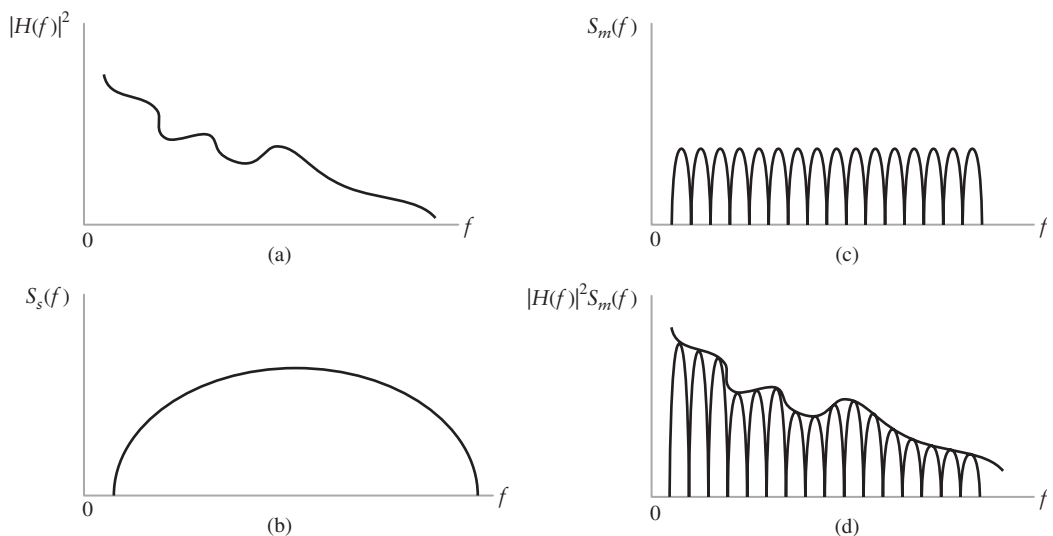 |H(f)|²
f
0
(a)
S_s(f)
f
0
(b)
S_m(f)
f
0
(c)
|H(f)|²S_m(f)
f
0
(d)